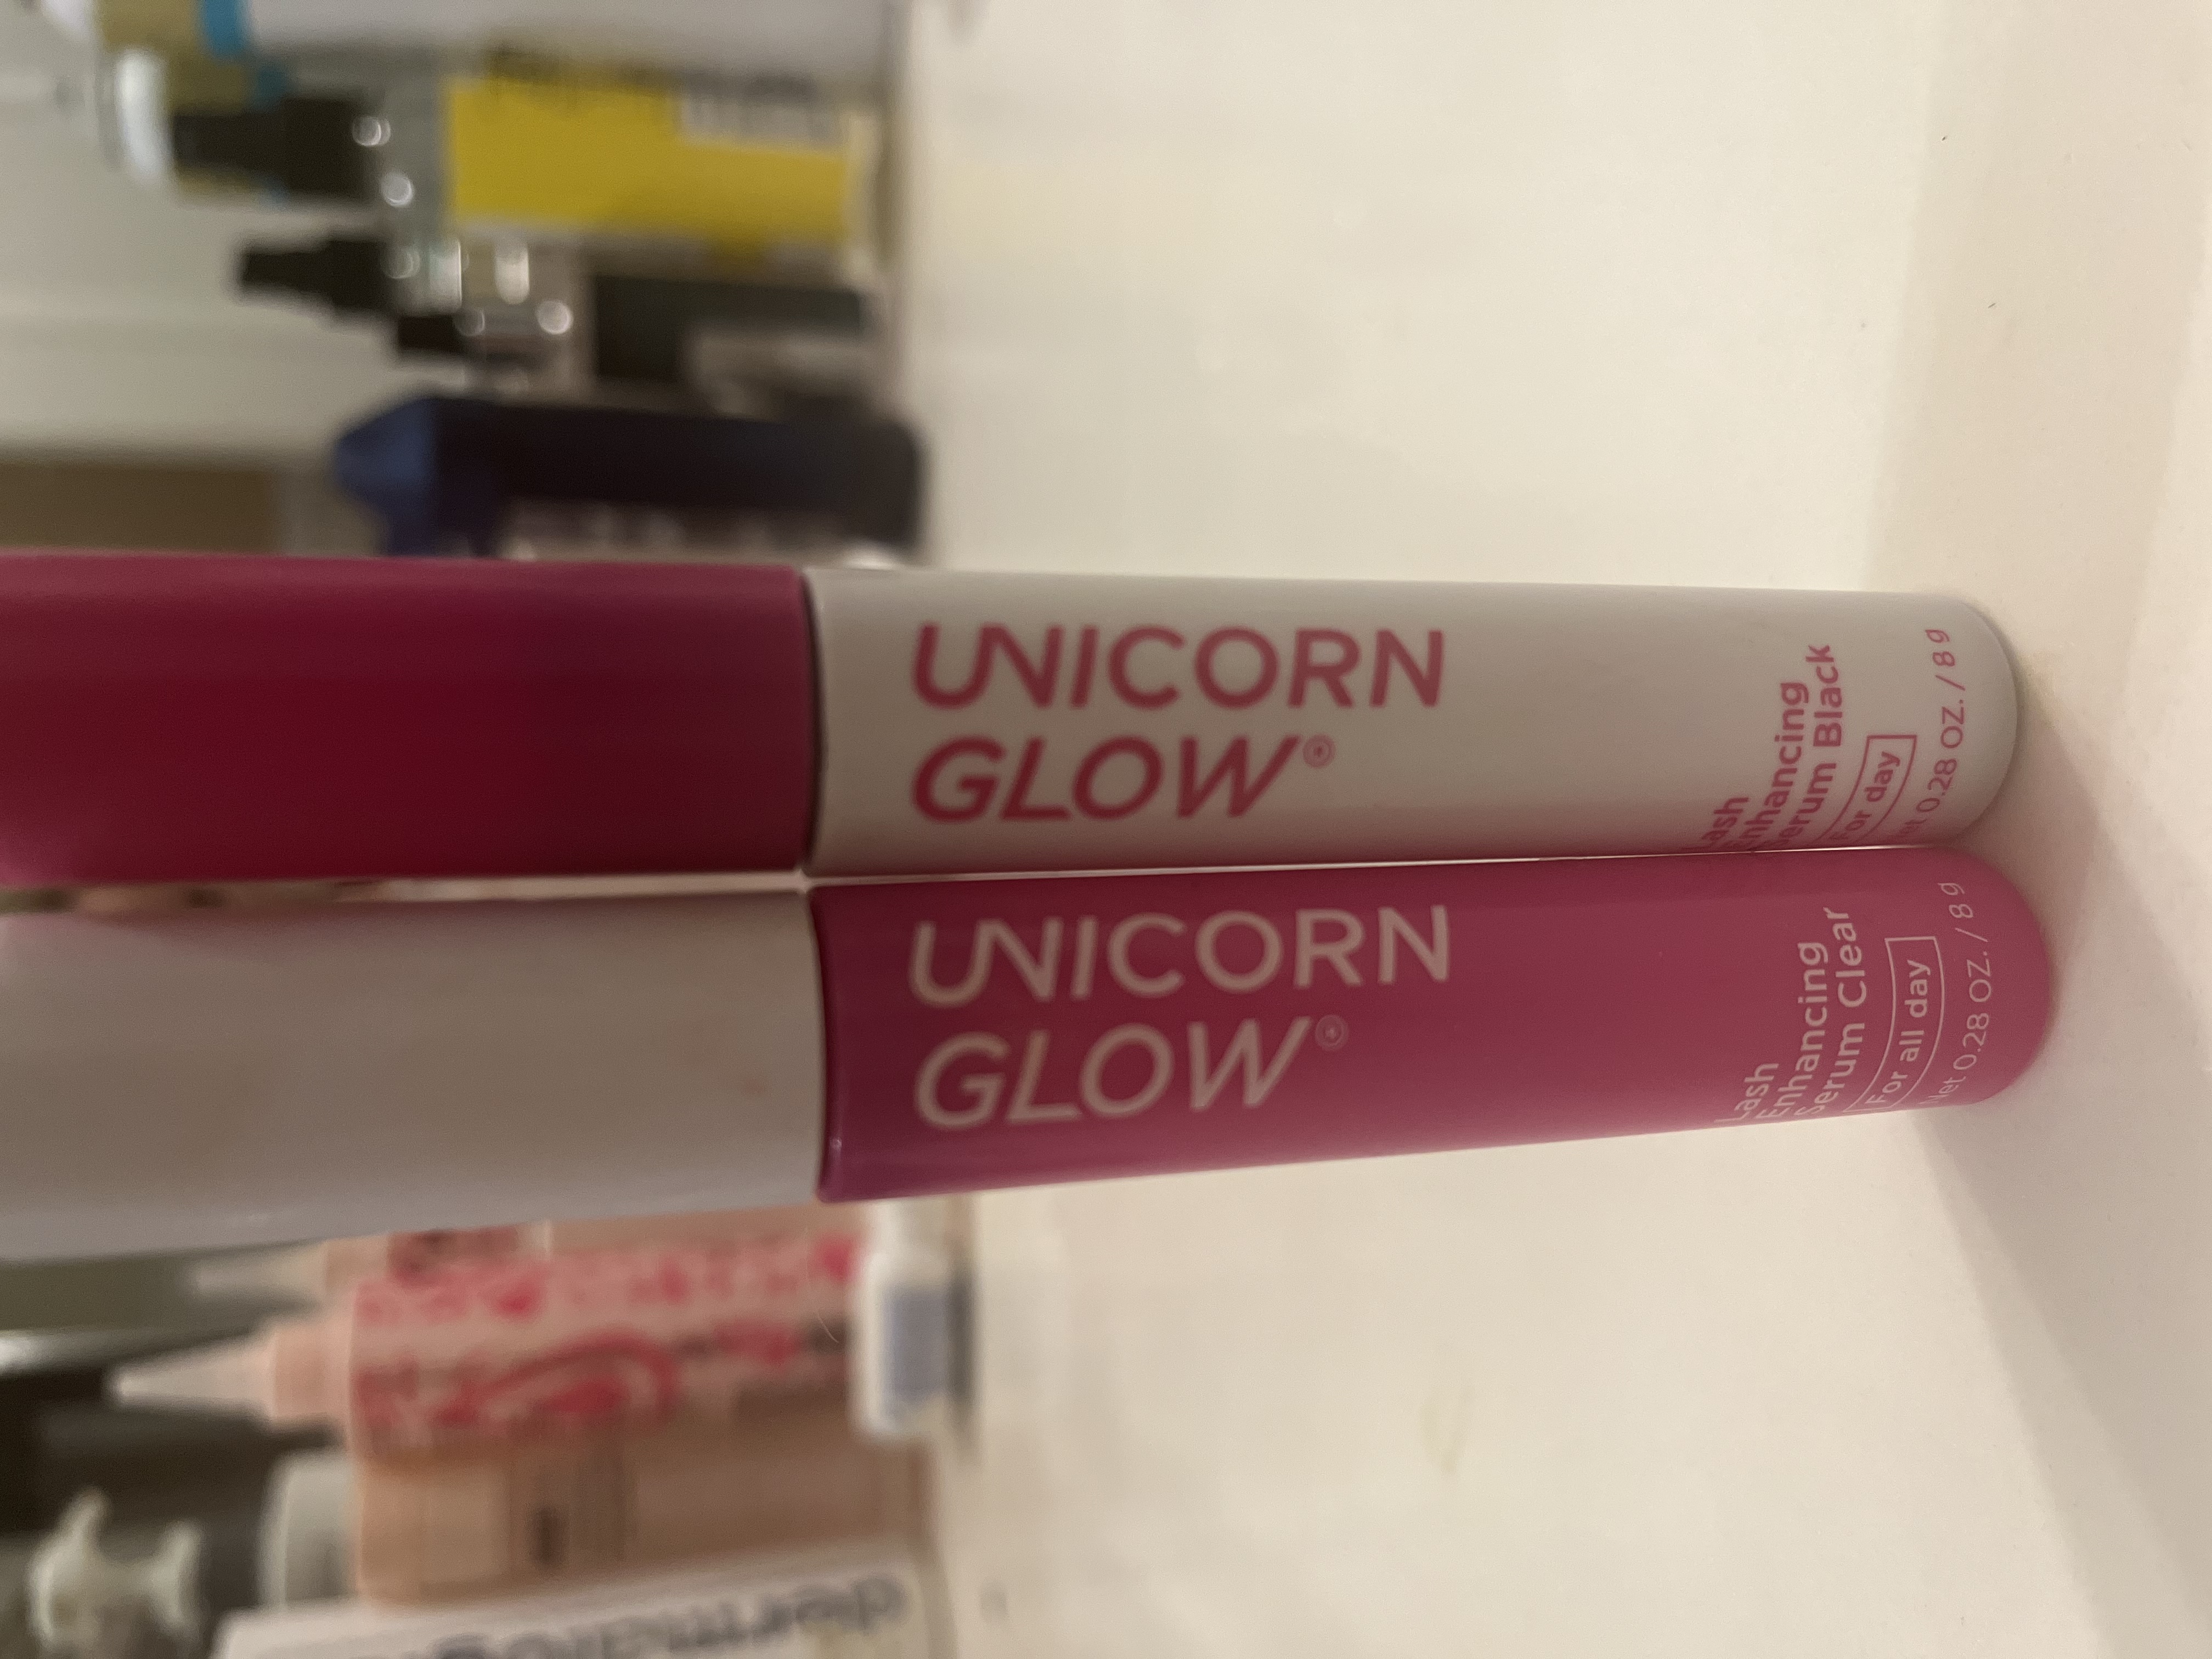 UNICORN
GLOW®
Lash
Enhancing
Serum Black
For day
Net 0.28 OZ. / 8 g
UNICORN
GLOW®
Lash
Enhancing
Serum Clear
For all day
Net 0.28 OZ. / 8 g